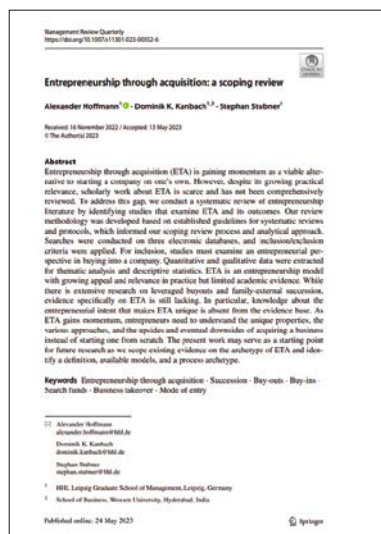 Management Review Quarterly
https://doi.org/10.1007/s11301-023-00352-6
Check for updates
Entrepreneurship through acquisition: a scoping review
Alexander Hoffmann¹ · Dominik K. Kanbach¹,² · Stephan Stubner¹
Received: 16 November 2022 / Accepted: 13 May 2023
© The Author(s) 2023
Abstract
Entrepreneurship through acquisition (ETA) is gaining momentum as a viable alter-
native to starting a company on one's own. However, despite its growing practical
relevance, scholarly work about ETA is scarce and has not been comprehensively
reviewed. To address this gap, we conduct a systematic review of entrepreneurship
literature by identifying studies that examine ETA and its outcomes. Our review
methodology was developed based on established guidelines for systematic reviews
and protocols, which informed our scoping review process and analytical approach.
Searches were conducted on three electronic databases, and inclusion/exclusion
criteria were applied. For inclusion, studies must examine an entrepreneurial per-
spective in buying into a company. Quantitative and qualitative data were extracted
for thematic analysis and descriptive statistics. ETA is an entrepreneurship model
with growing appeal and relevance in practice but limited academic evidence. While
there is extensive research on leveraged buyouts and family-external succession,
evidence specifically on ETA is still lacking. In particular, knowledge about the
entrepreneurial intent that makes ETA unique is absent from the evidence base. As
ETA gains momentum, entrepreneurs need to understand the unique properties, the
various approaches, and the upsides and eventual downsides of acquiring a business
instead of starting one from scratch. The present work may serve as a starting point
for future research as we scope existing evidence on the archetype of ETA and iden-
tify a definition, available models, and a process archetype.
Keywords Entrepreneurship through acquisition · Succession · Buy-outs · Buy-ins ·
Search funds · Business takeover · Mode of entry
Alexander Hoffmann
alexander.hoffmann@hhl.de
Dominik K. Kanbach
dominik.kanbach@hhl.de
Stephan Stubner
stephan.stubner@hhl.de
1 HHL Leipzig Graduate School of Management, Leipzig, Germany
2 School of Business, Woxsen University, Hyderabad, India
Published online: 24 May 2023
Springer